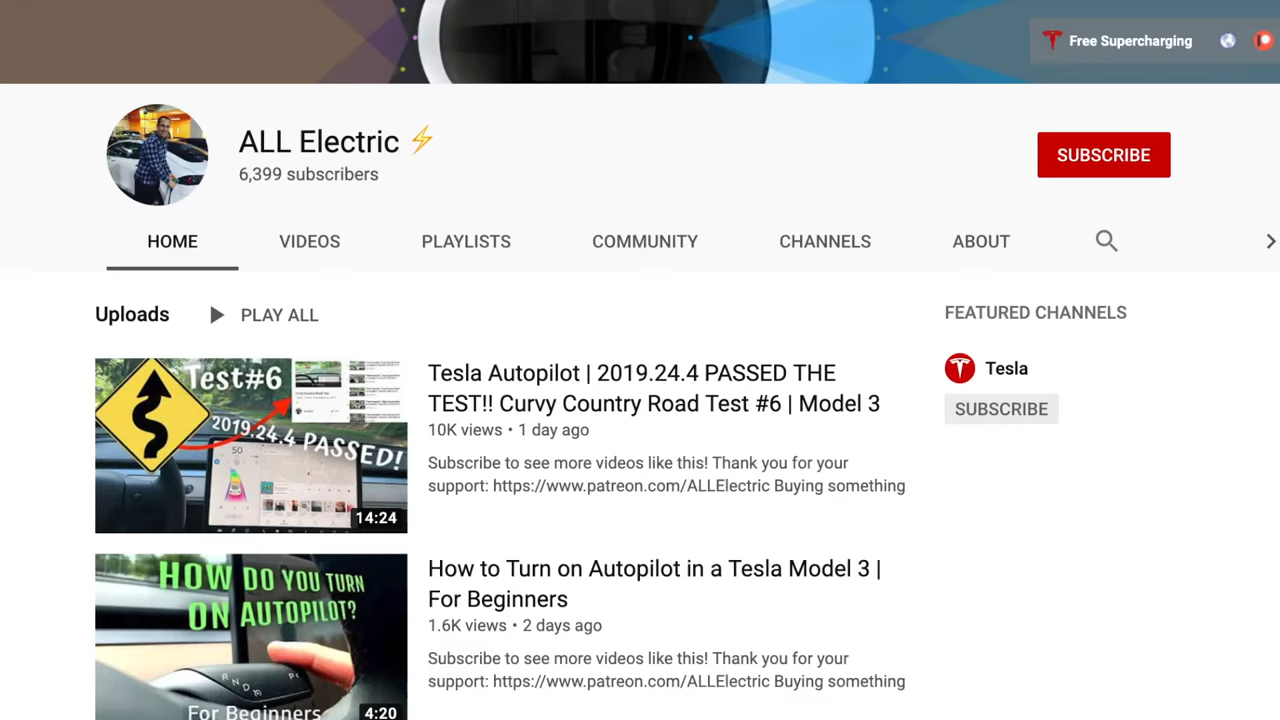 Free Supercharging
ALL Electric ⚡
6,399 subscribers
SUBSCRIBE
HOME
VIDEOS
PLAYLISTS
COMMUNITY
CHANNELS
ABOUT
Uploads
PLAY ALL
FEATURED CHANNELS
Test#6
2019.24.4 PASSED!
50
14:24
Tesla Autopilot | 2019.24.4 PASSED THE
TEST!! Curvy Country Road Test #6 | Model 3
10K views • 1 day ago
Subscribe to see more videos like this! Thank you for your
support: https://www.patreon.com/ALLElectric Buying something
Tesla
SUBSCRIBE
HOW DO YOU TURN
ON AUTOPILOT?
R N D
For Beginners
4:20
How to Turn on Autopilot in a Tesla Model 3 |
For Beginners
1.6K views • 2 days ago
Subscribe to see more videos like this! Thank you for your
support: https://www.patreon.com/ALLElectric Buying something